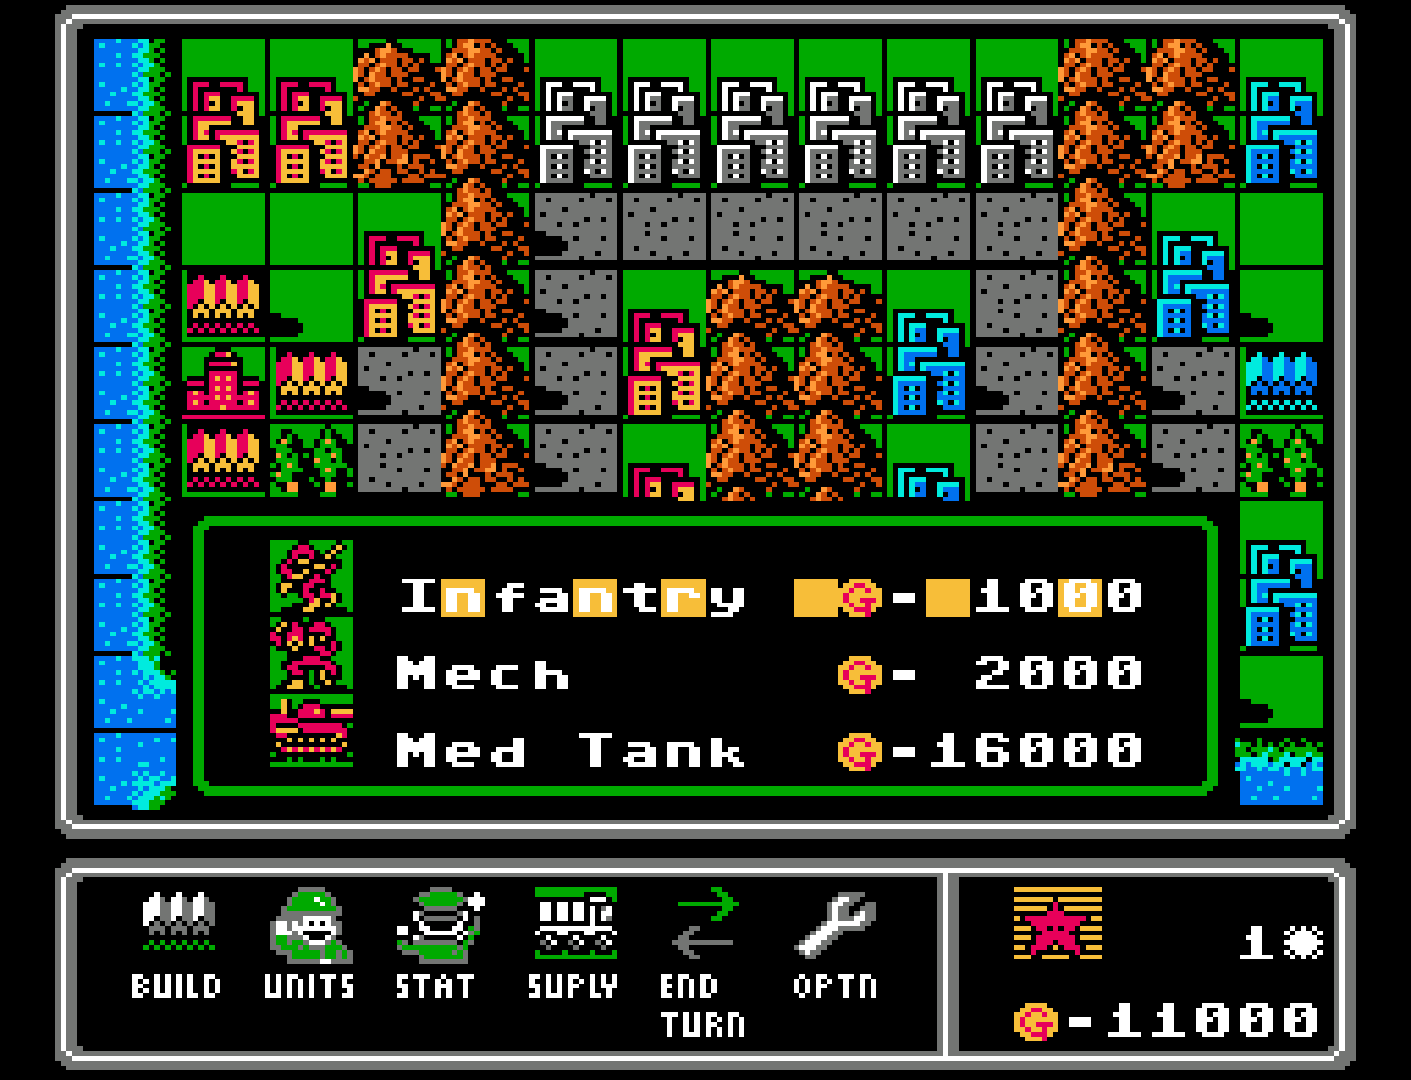 Infantry G-1000
Mech G- 2000
Med Tank G-16000
BUILD UNITS STAT SUPLY END TURN OPTN
1
G-11000